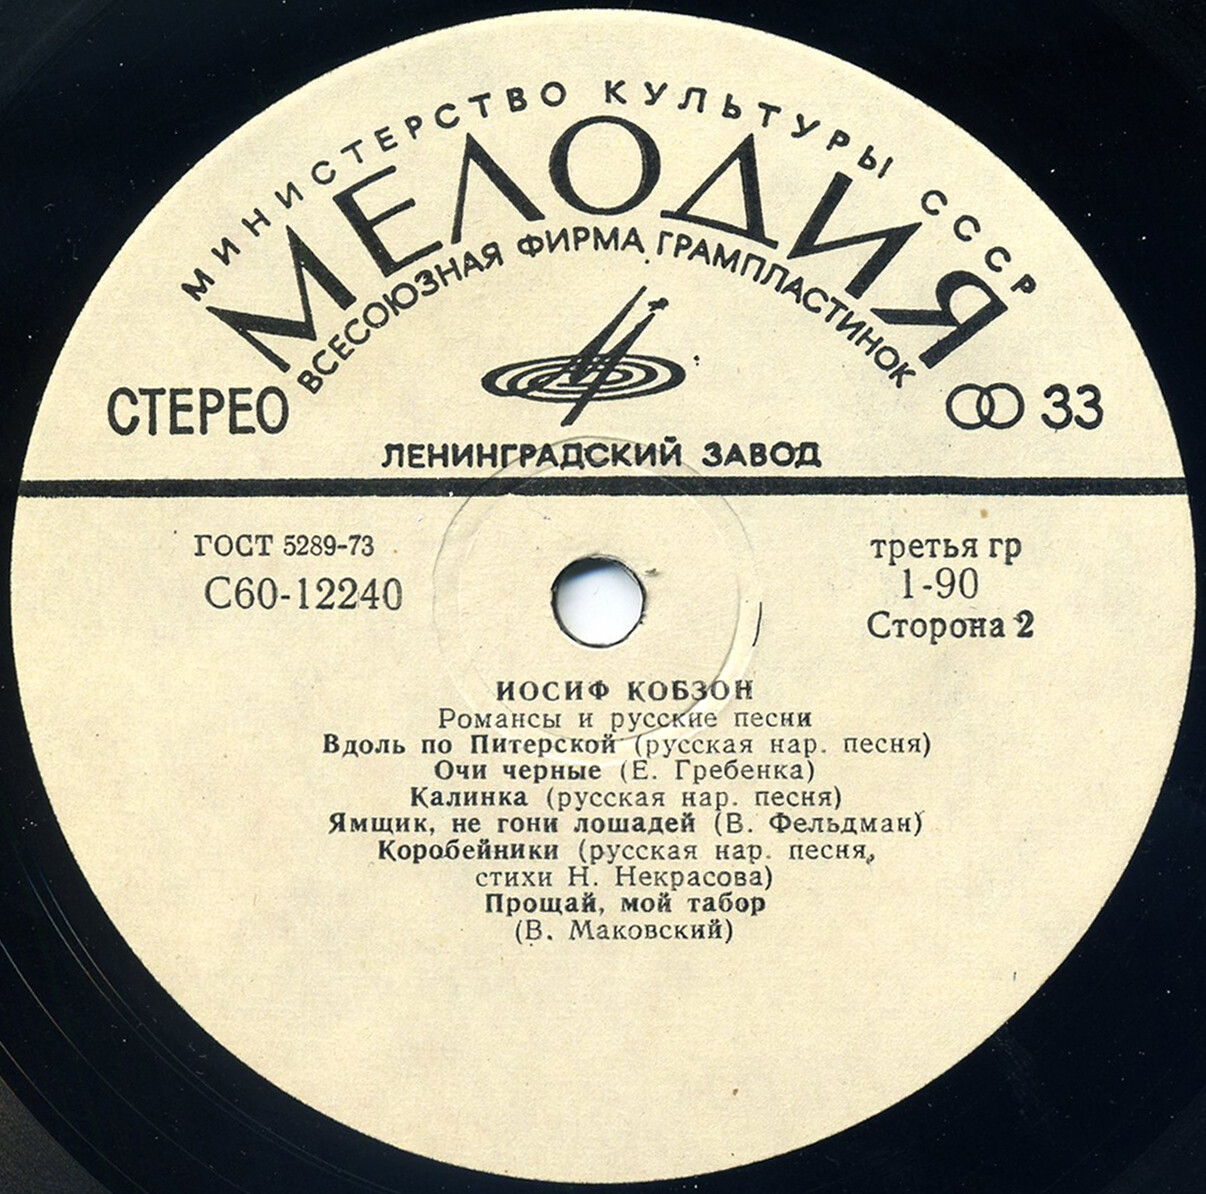 МИНИСТЕРСТВО КУЛЬТУРЫ СССР
МЕЛОДИЯ
ВСЕСОЮЗНАЯ ФИРМА ГРАМПЛАСТИНОК
СТЕРЕО
33
ЛЕНИНГРАДСКИЙ ЗАВОД
ГОСТ 5289-73
С60-12240
третья гр
1-90
Сторона 2
ИОСИФ КОБЗОН
Романсы и русские песни
Вдоль по Питерской (русская нар. песня)
Очи черные (Е. Гребенка)
Калинка (русская нар. песня)
Ямщик, не гони лошадей (В. Фельдман)
Коробейники (русская нар. песня,
стихи Н. Некрасова)
Прощай, мой табор
(В. Маковский)